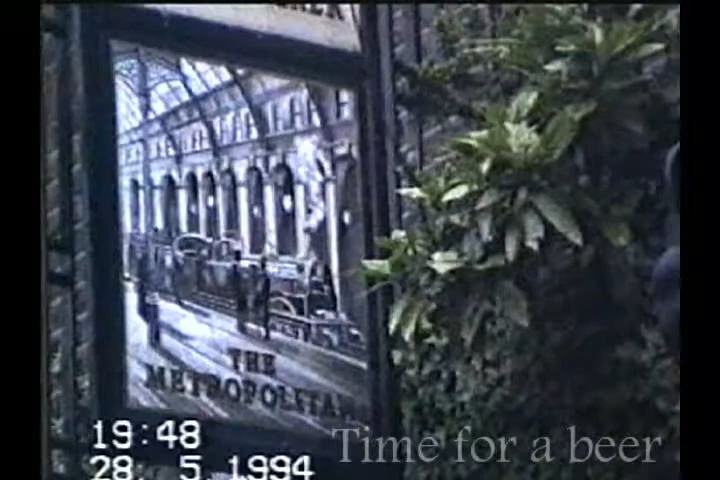 THE
METROPOLITAN
19:48
28. 5.1994
Time for a beer